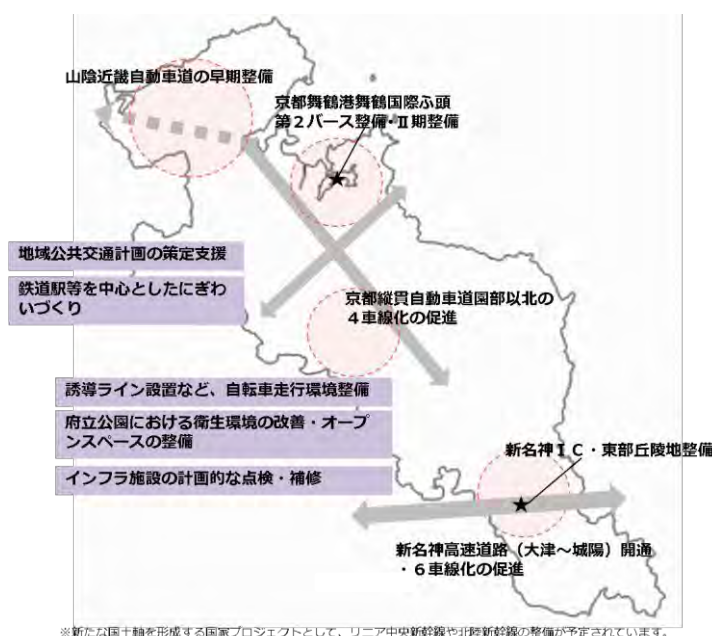 山陰近畿自動車道の早期整備
京都舞鶴港舞鶴国際ふ頭
第２バース整備・Ⅱ期整備
地域公共交通計画の策定支援
鉄道駅等を中心としたにぎわ
いづくり
京都縦貫自動車道園部以北の
４車線化の促進
誘導ライン設置など、自転車走行環境整備
府立公園における衛生環境の改善・オープ
ンスペースの整備
インフラ施設の計画的な点検・補修
新名神ＩＣ・東部丘陵地整備
新名神高速道路（大津～城陽）開通
・６車線化の促進
※新たな国土軸を形成する国家プロジェクトとして、リニア中央新幹線や北陸新幹線の整備が予定されています。